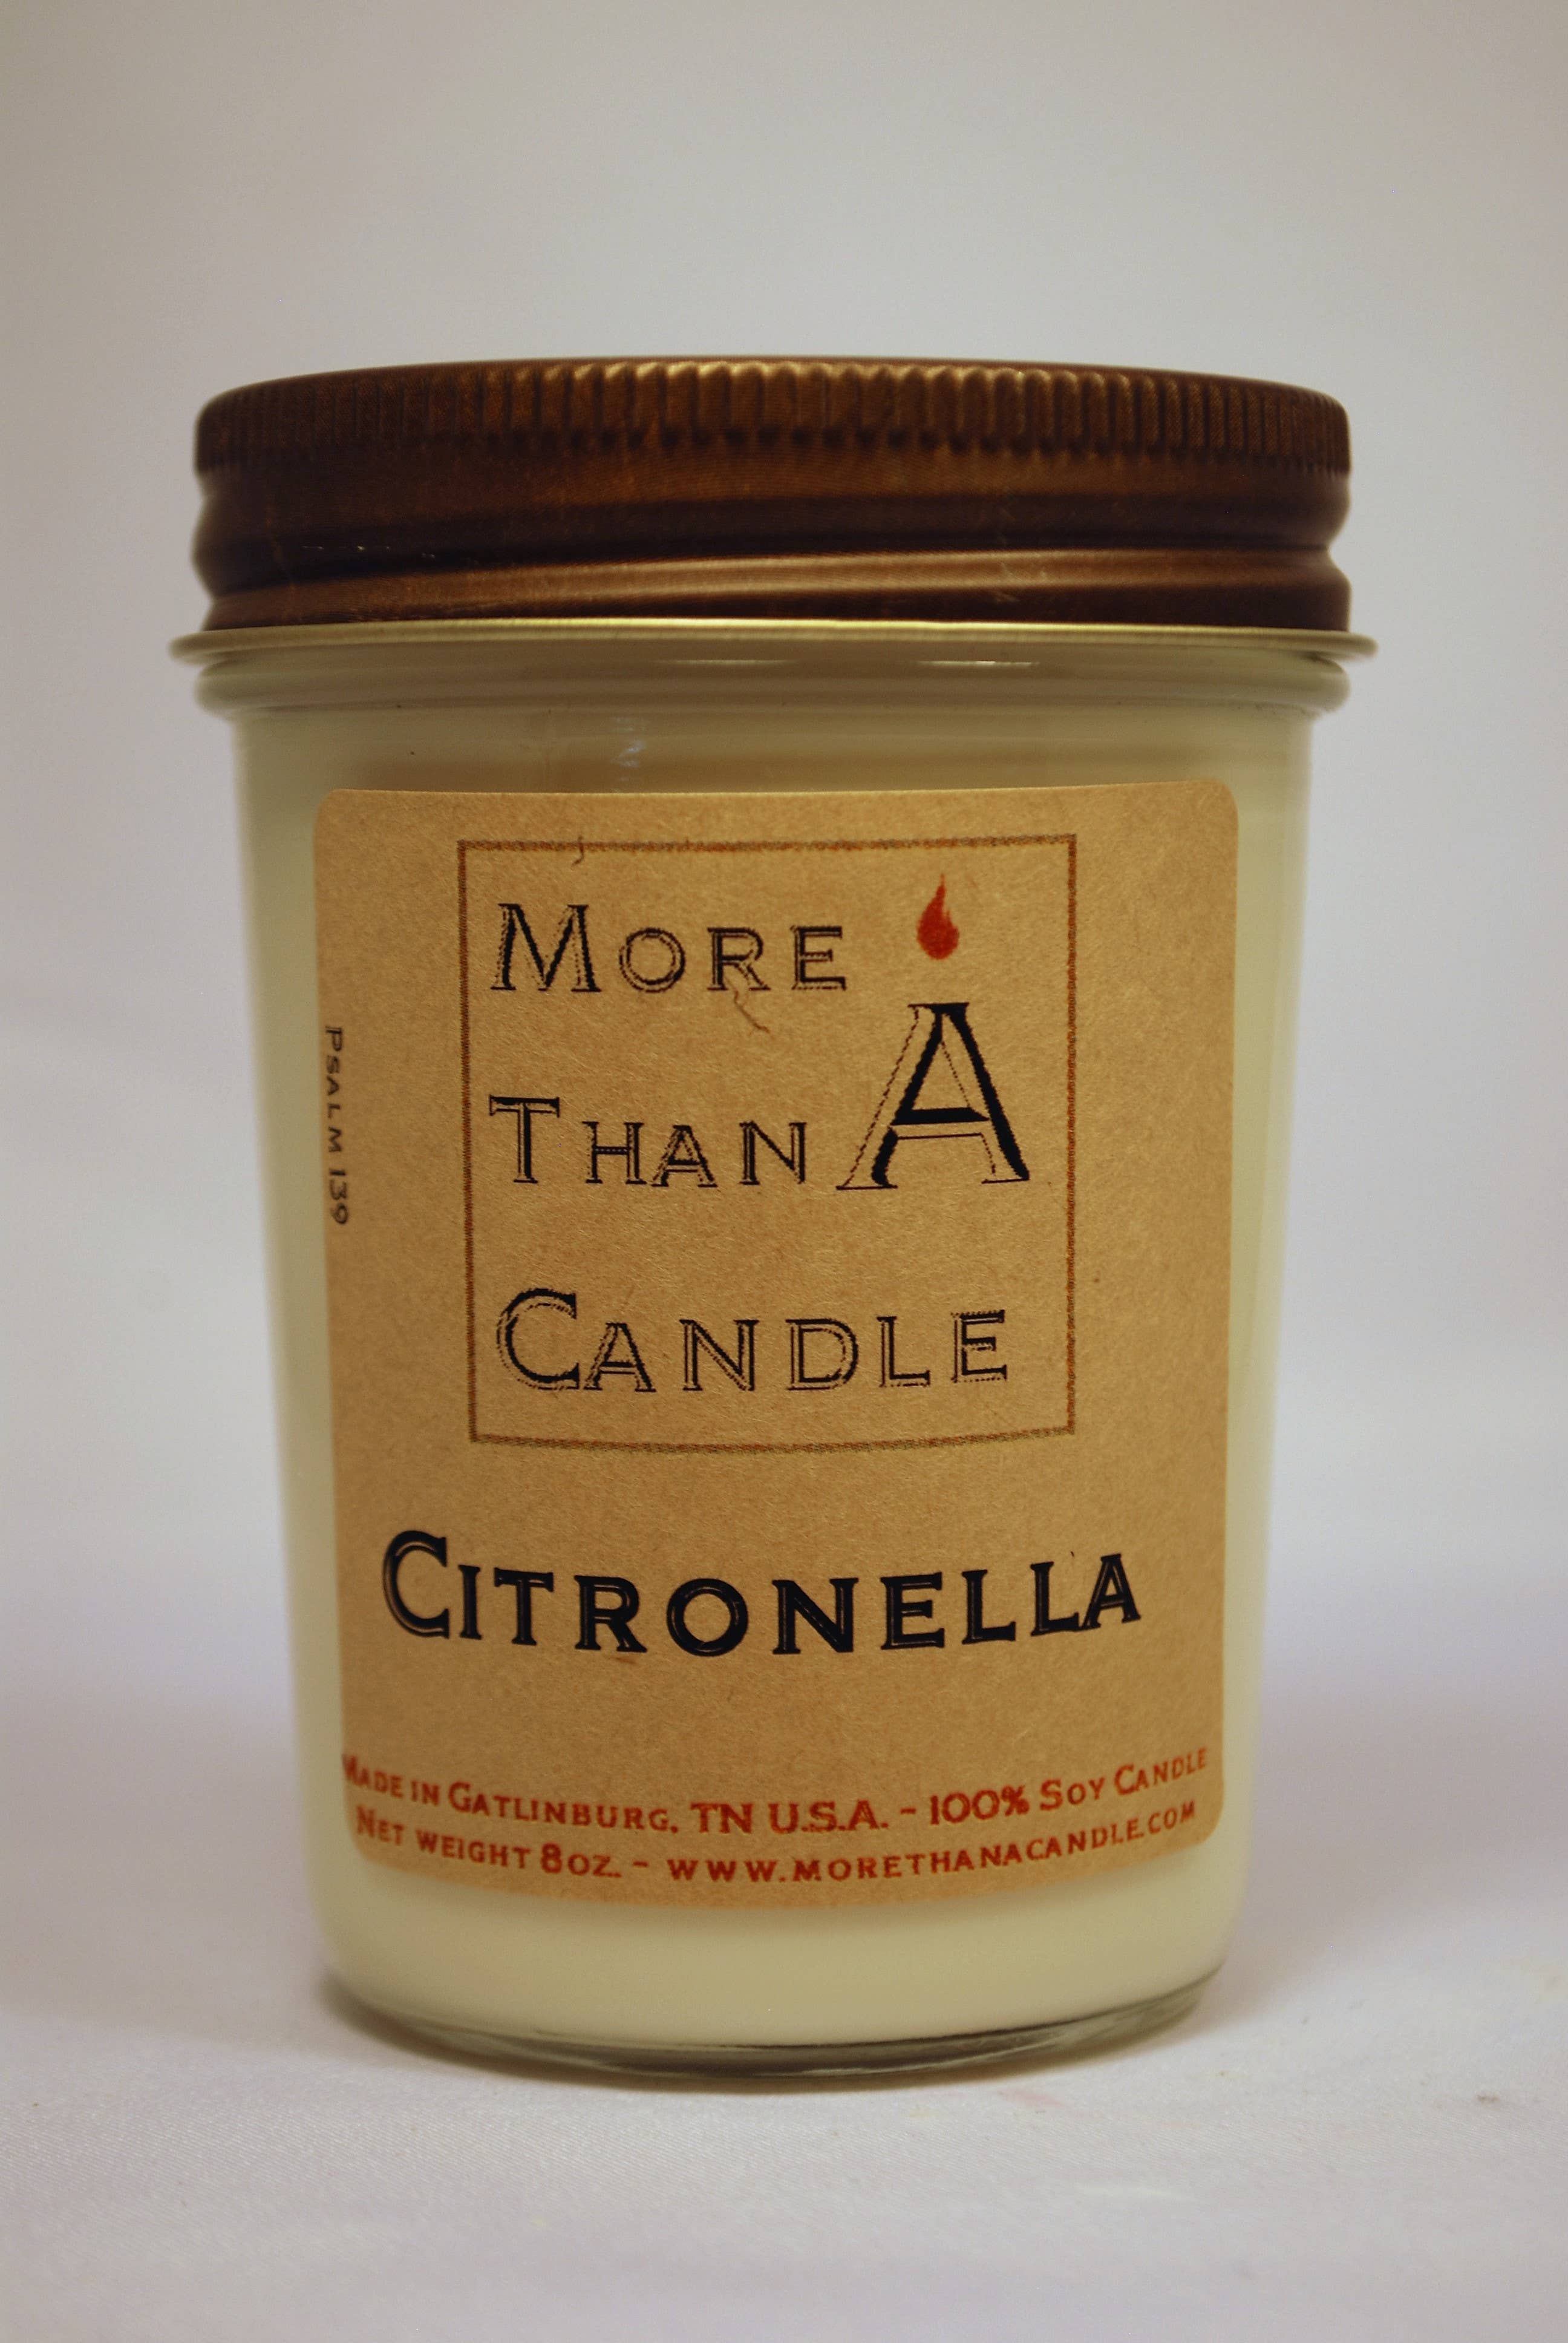 More
Than A
Candle
Psalm 139
Citronella
Made in Gatlinburg, TN U.S.A. - 100% Soy Candle
Net weight 8oz. - www.morethanacandle.com